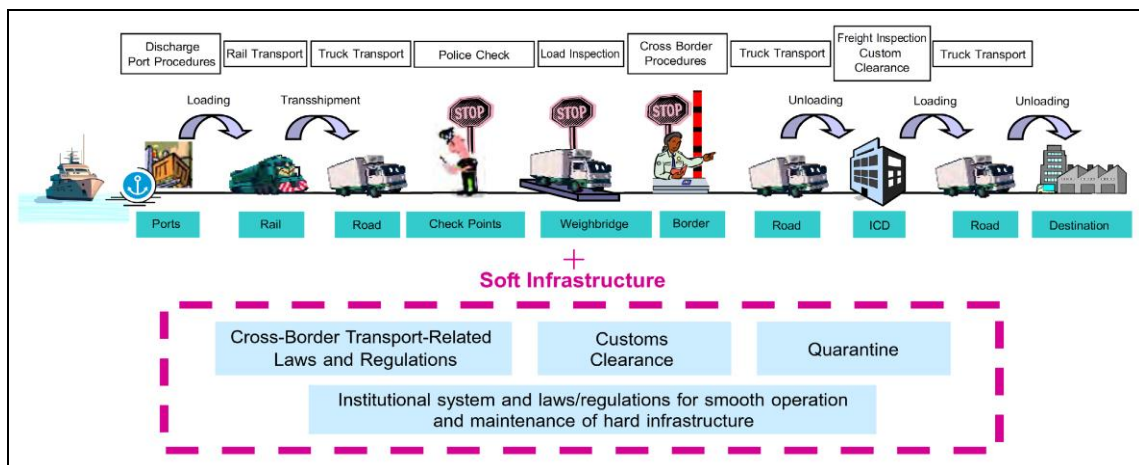 Discharge
Port Procedures
Rail Transport
Truck Transport
Police Check
Load Inspection
Cross Border
Procedures
Truck Transport
Freight Inspection
Custom
Clearance
Truck Transport
Loading
Transshipment
Unloading
Loading
Unloading
STOP
STOP
STOP
Ports
Rail
Road
Check Points
Weighbridge
Border
Road
ICD
Road
Destination
+
Soft Infrastructure
Cross-Border Transport-Related
Laws and Regulations
Customs
Clearance
Quarantine
Institutional system and laws/regulations for smooth operation
and maintenance of hard infrastructure